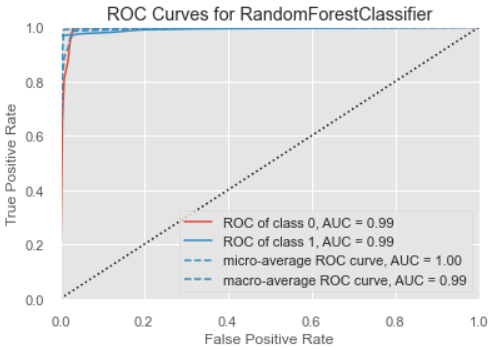 ROC Curves for RandomForestClassifier
1.0
0.8
0.6
0.4
0.2
0.0
True Positive Rate
ROC of class 0, AUC = 0.99
ROC of class 1, AUC = 0.99
micro-average ROC curve, AUC = 1.00
macro-average ROC curve, AUC = 0.99
0.0 0.2 0.4 0.6 0.8 1.0
False Positive Rate